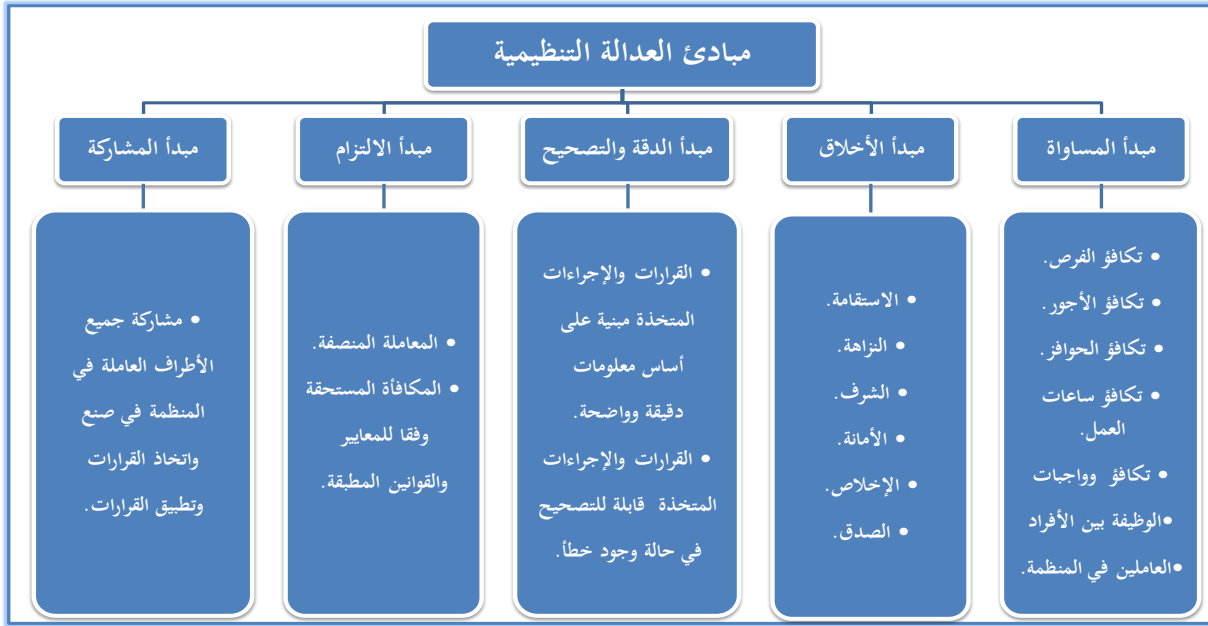 مبادئ العدالة التنظيمية
مبدأ المساواة
مبدأ الأخلاق
مبدأ الدقة والتصحيح
مبدأ الالتزام
مبدأ المشاركة
• تكافؤ الفرص.
• تكافؤ الأجور.
• تكافؤ الحوافز.
• تكافؤ ساعات
العمل.
• تكافؤ وواجبات
•الوظيفة بين الأفراد
•العاملين في المنظمة.
• الاستقامة.
• النزاهة.
• الشرف.
• الأمانة.
• الإخلاص.
• الصدق.
• القرارات والإجراءات
المتخذة مبنية على
أساس معلومات
دقيقة وواضحة.
• القرارات والإجراءات
المتخذة قابلة للتصحيح
في حالة وجود خطأ.
• المعاملة المنصفة.
• المكافأة المستحقة
وفقا للمعايير
والقوانين المطبقة.
• مشاركة جميع
الأطراف العاملة في
المنظمة في صنع
واتخاذ القرارات
وتطبيق القرارات.